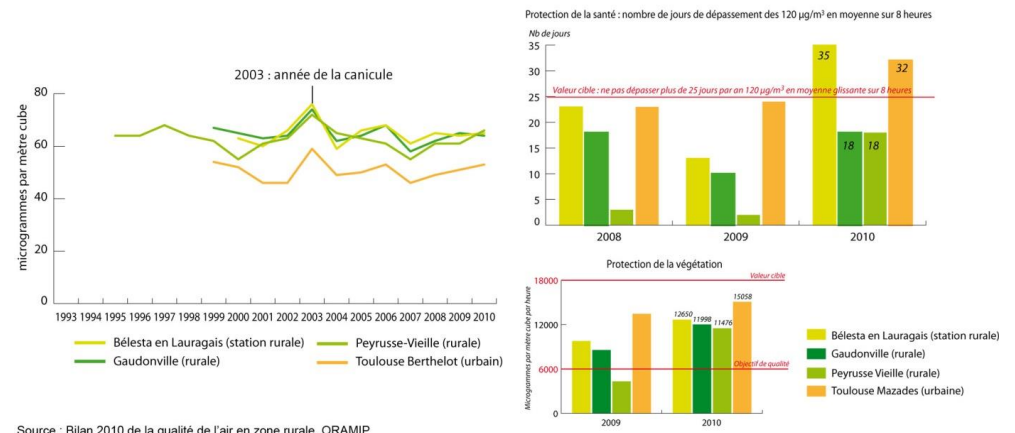 2003 : année de la canicule
microgrammes par mètre cube
80
60
40
20
0
1993 1994 1995 1996 1997 1998 1999 2000 2001 2002 2003 2004 2005 2006 2007 2008 2009 2010
Bélesta en Lauragais (station rurale)
Peyrusse-Vieille (rurale)
Gaudonville (rurale)
Toulouse Berthelot (urbain)
Source : Bilan 2010 de la qualité de l'air en zone rurale, ORAMIP
Protection de la santé : nombre de jours de dépassement des 120 µg/m³ en moyenne sur 8 heures
Nb de jours
35
30
25
20
15
10
5
0
Valeur cible : ne pas dépasser plus de 25 jours par an 120 µg/m³ en moyenne glissante sur 8 heures
35
18
18
32
2008
2009
2010
Protection de la végétation
Microgrammes par mètre cube par heure
18000
12000
6000
0
Valeur cible
Objectif de qualité
12650
11998
11476
15058
2009
2010
Bélesta en Lauragais (station rurale)
Gaudonville (rurale)
Peyrusse Vieille (rurale)
Toulouse Mazades (urbaine)